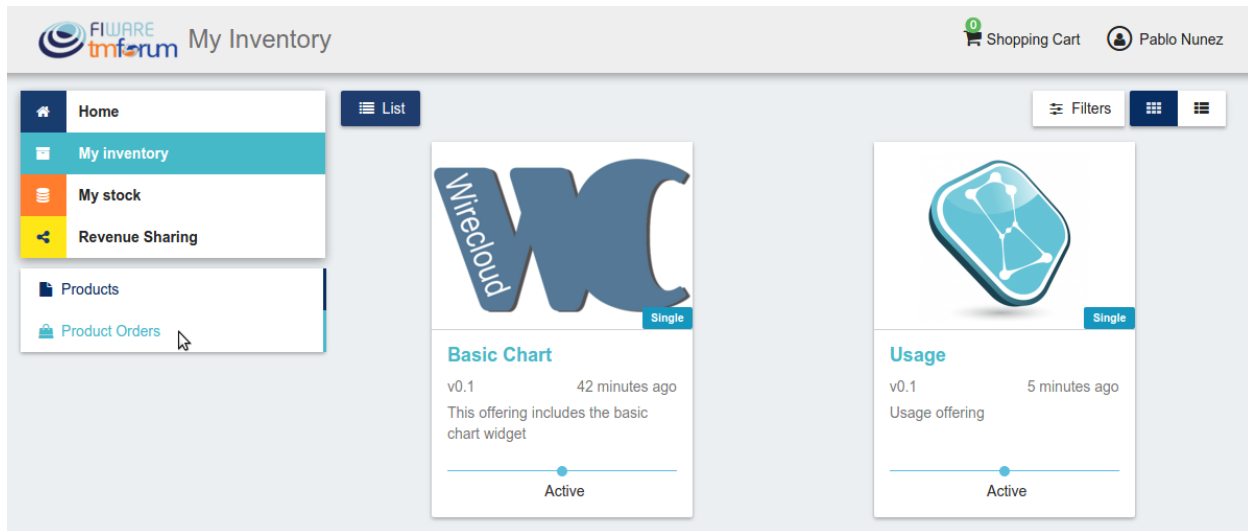 FIWARE
tmforum
My Inventory
0
Shopping Cart
Pablo Nunez
Home
My inventory
My stock
Revenue Sharing
Products
Product Orders
List
Filters
Wirecloud
WC
Single
Basic Chart
v0.1 42 minutes ago
This offering includes the basic
chart widget
Active
Single
Usage
v0.1 5 minutes ago
Usage offering
Active